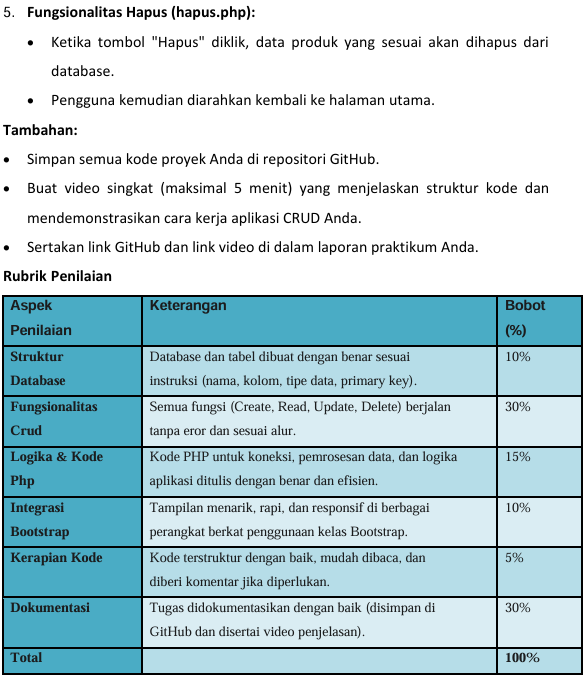 5. Fungsionalitas Hapus (hapus.php):
• Ketika tombol "Hapus" diklik, data produk yang sesuai akan dihapus dari
database.
• Pengguna kemudian diarahkan kembali ke halaman utama.
Tambahan:
• Simpan semua kode proyek Anda di repositori GitHub.
• Buat video singkat (maksimal 5 menit) yang menjelaskan struktur kode dan
mendemonstrasikan cara kerja aplikasi CRUD Anda.
• Sertakan link GitHub dan link video di dalam laporan praktikum Anda.
Rubrik Penilaian
Aspek Penilaian Keterangan Bobot (%)
Struktur Database
Database dan tabel dibuat dengan benar sesuai
instruksi (nama, kolom, tipe data, primary key).
10%
Fungsionalitas Crud
Semua fungsi (Create, Read, Update, Delete) berjalan
tanpa eror dan sesuai alur.
30%
Logika & Kode Php
Kode PHP untuk koneksi, pemrosesan data, dan logika
aplikasi ditulis dengan benar dan efisien.
15%
Integrasi Bootstrap
Tampilan menarik, rapi, dan responsif di berbagai
perangkat berkat penggunaan kelas Bootstrap.
10%
Kerapian Kode
Kode terstruktur dengan baik, mudah dibaca, dan
diberi komentar jika diperlukan.
5%
Dokumentasi
Tugas didokumentasikan dengan baik (disimpan di
GitHub dan disertai video penjelasan).
30%
Total 100%